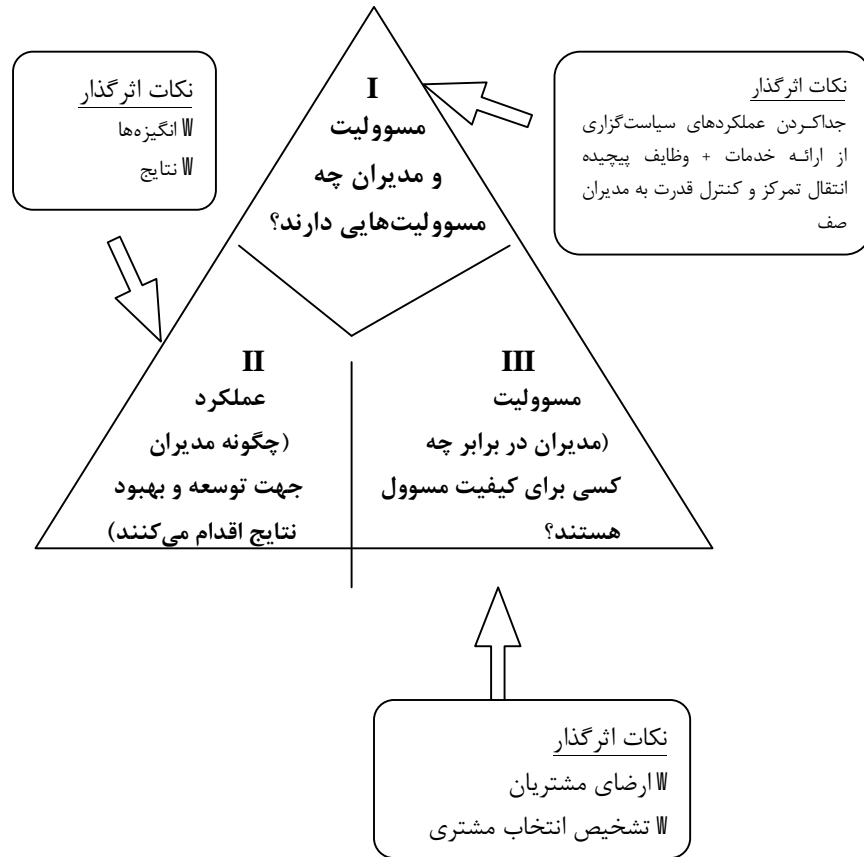 نکات اثرگذار
جداکردن عملکردهای سیاست‌گزاری
از ارائه خدمات + وظایف پیچیده
انتقال تمرکز و کنترل قدرت به مدیران
صف
نکات اثرگذار
W انگیزه‌ها
W نتایج
I
مسوولیت
و مدیران چه
مسوولیت‌هایی دارند؟
III
مسوولیت
(مدیران در برابر چه
کسی برای کیفیت مسوول
هستند؟
II
عملکرد
(چگونه مدیران
جهت توسعه و بهبود
نتایج اقدام می‌کنند)
نکات اثرگذار
W ارضای مشتریان
W تشخیص انتخاب مشتری